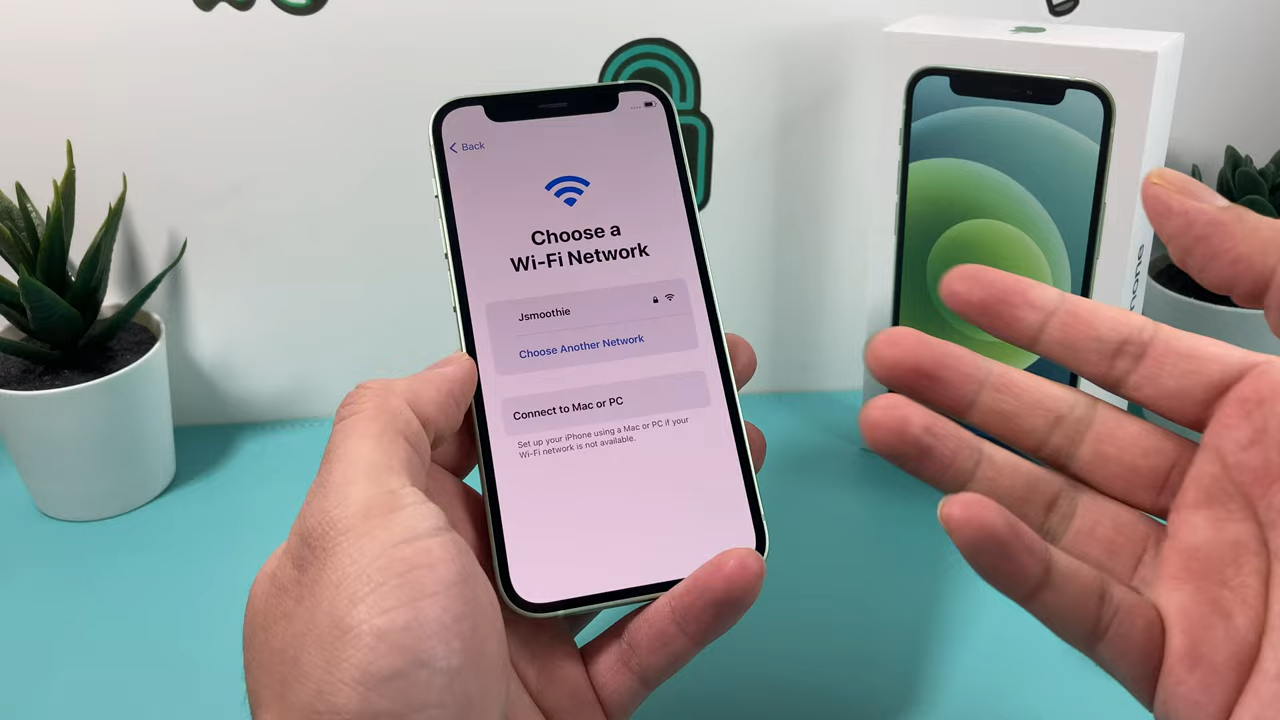 Back
Choose a
Wi-Fi Network
Jsmoothie
Choose Another Network
Connect to Mac or PC
Set up your iPhone using a Mac or PC if your
Wi-Fi network is not available.